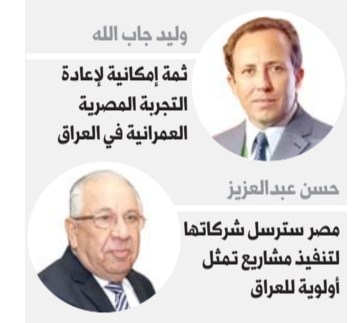 وليد جاب الله
ثمة إمكانية لإعادة
التجربة المصرية
العمرانية في العراق
حسن عبدالعزيز
مصر سترسل شركاتها
لتنفيذ مشاريع تمثل
أولوية للعراق